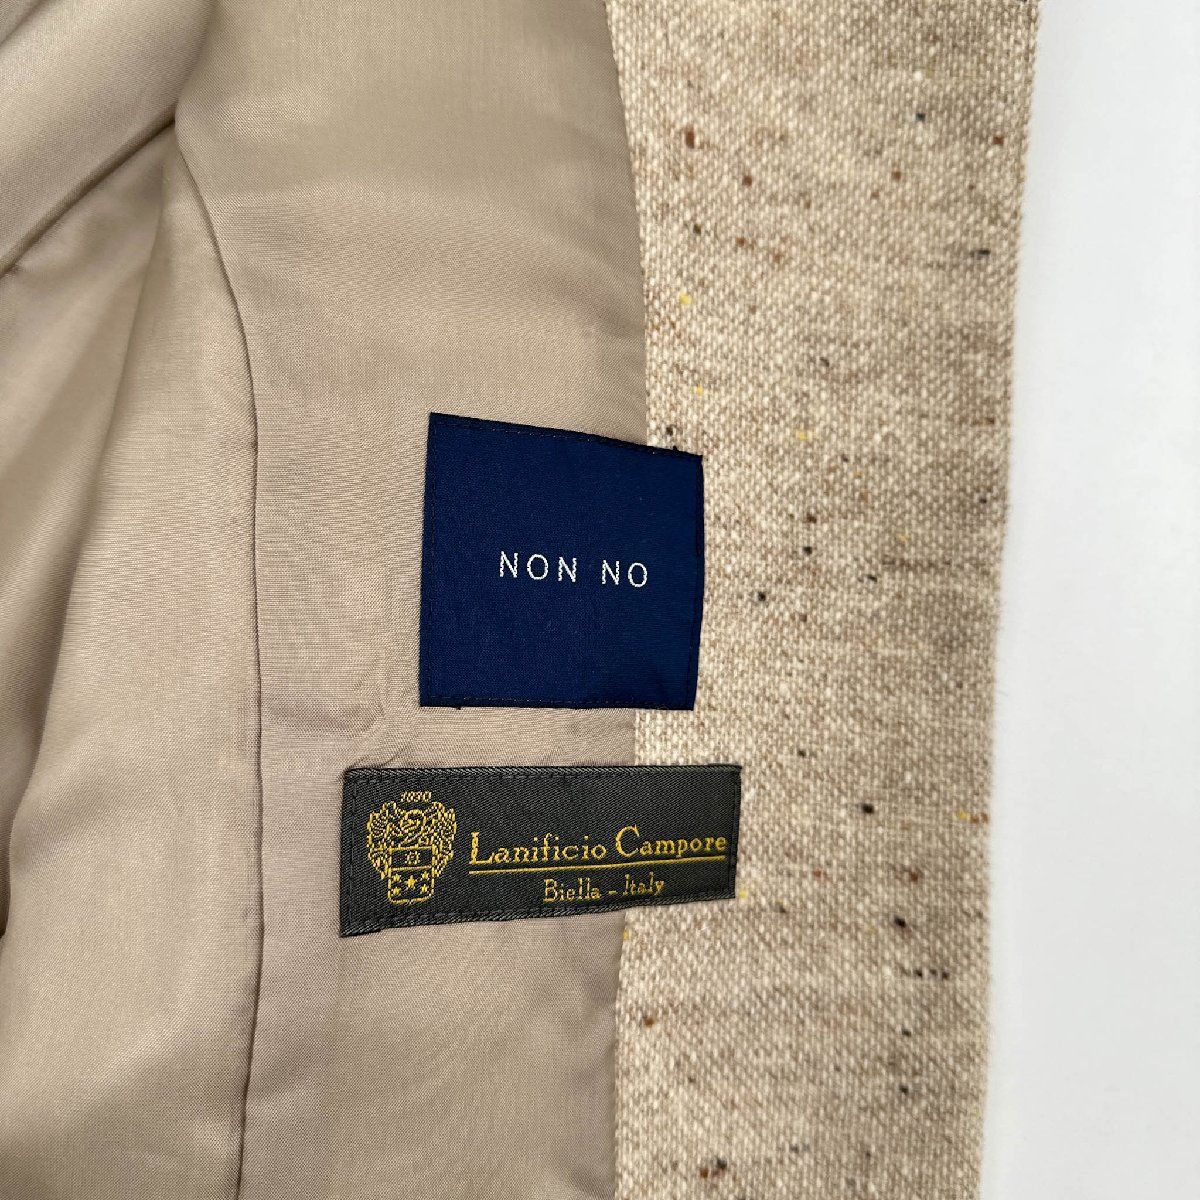 NON NO
1830
Lanificio Campore
Biella - Italy